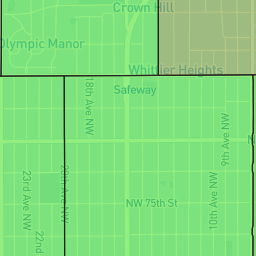 Crown Hill
Olympic Manor
Whittier Heights
Safeway
18th Ave NW
9th Ave NW
23rd Ave NW
20th Ave NW
10th Ave NW
NW 75th St
22nd